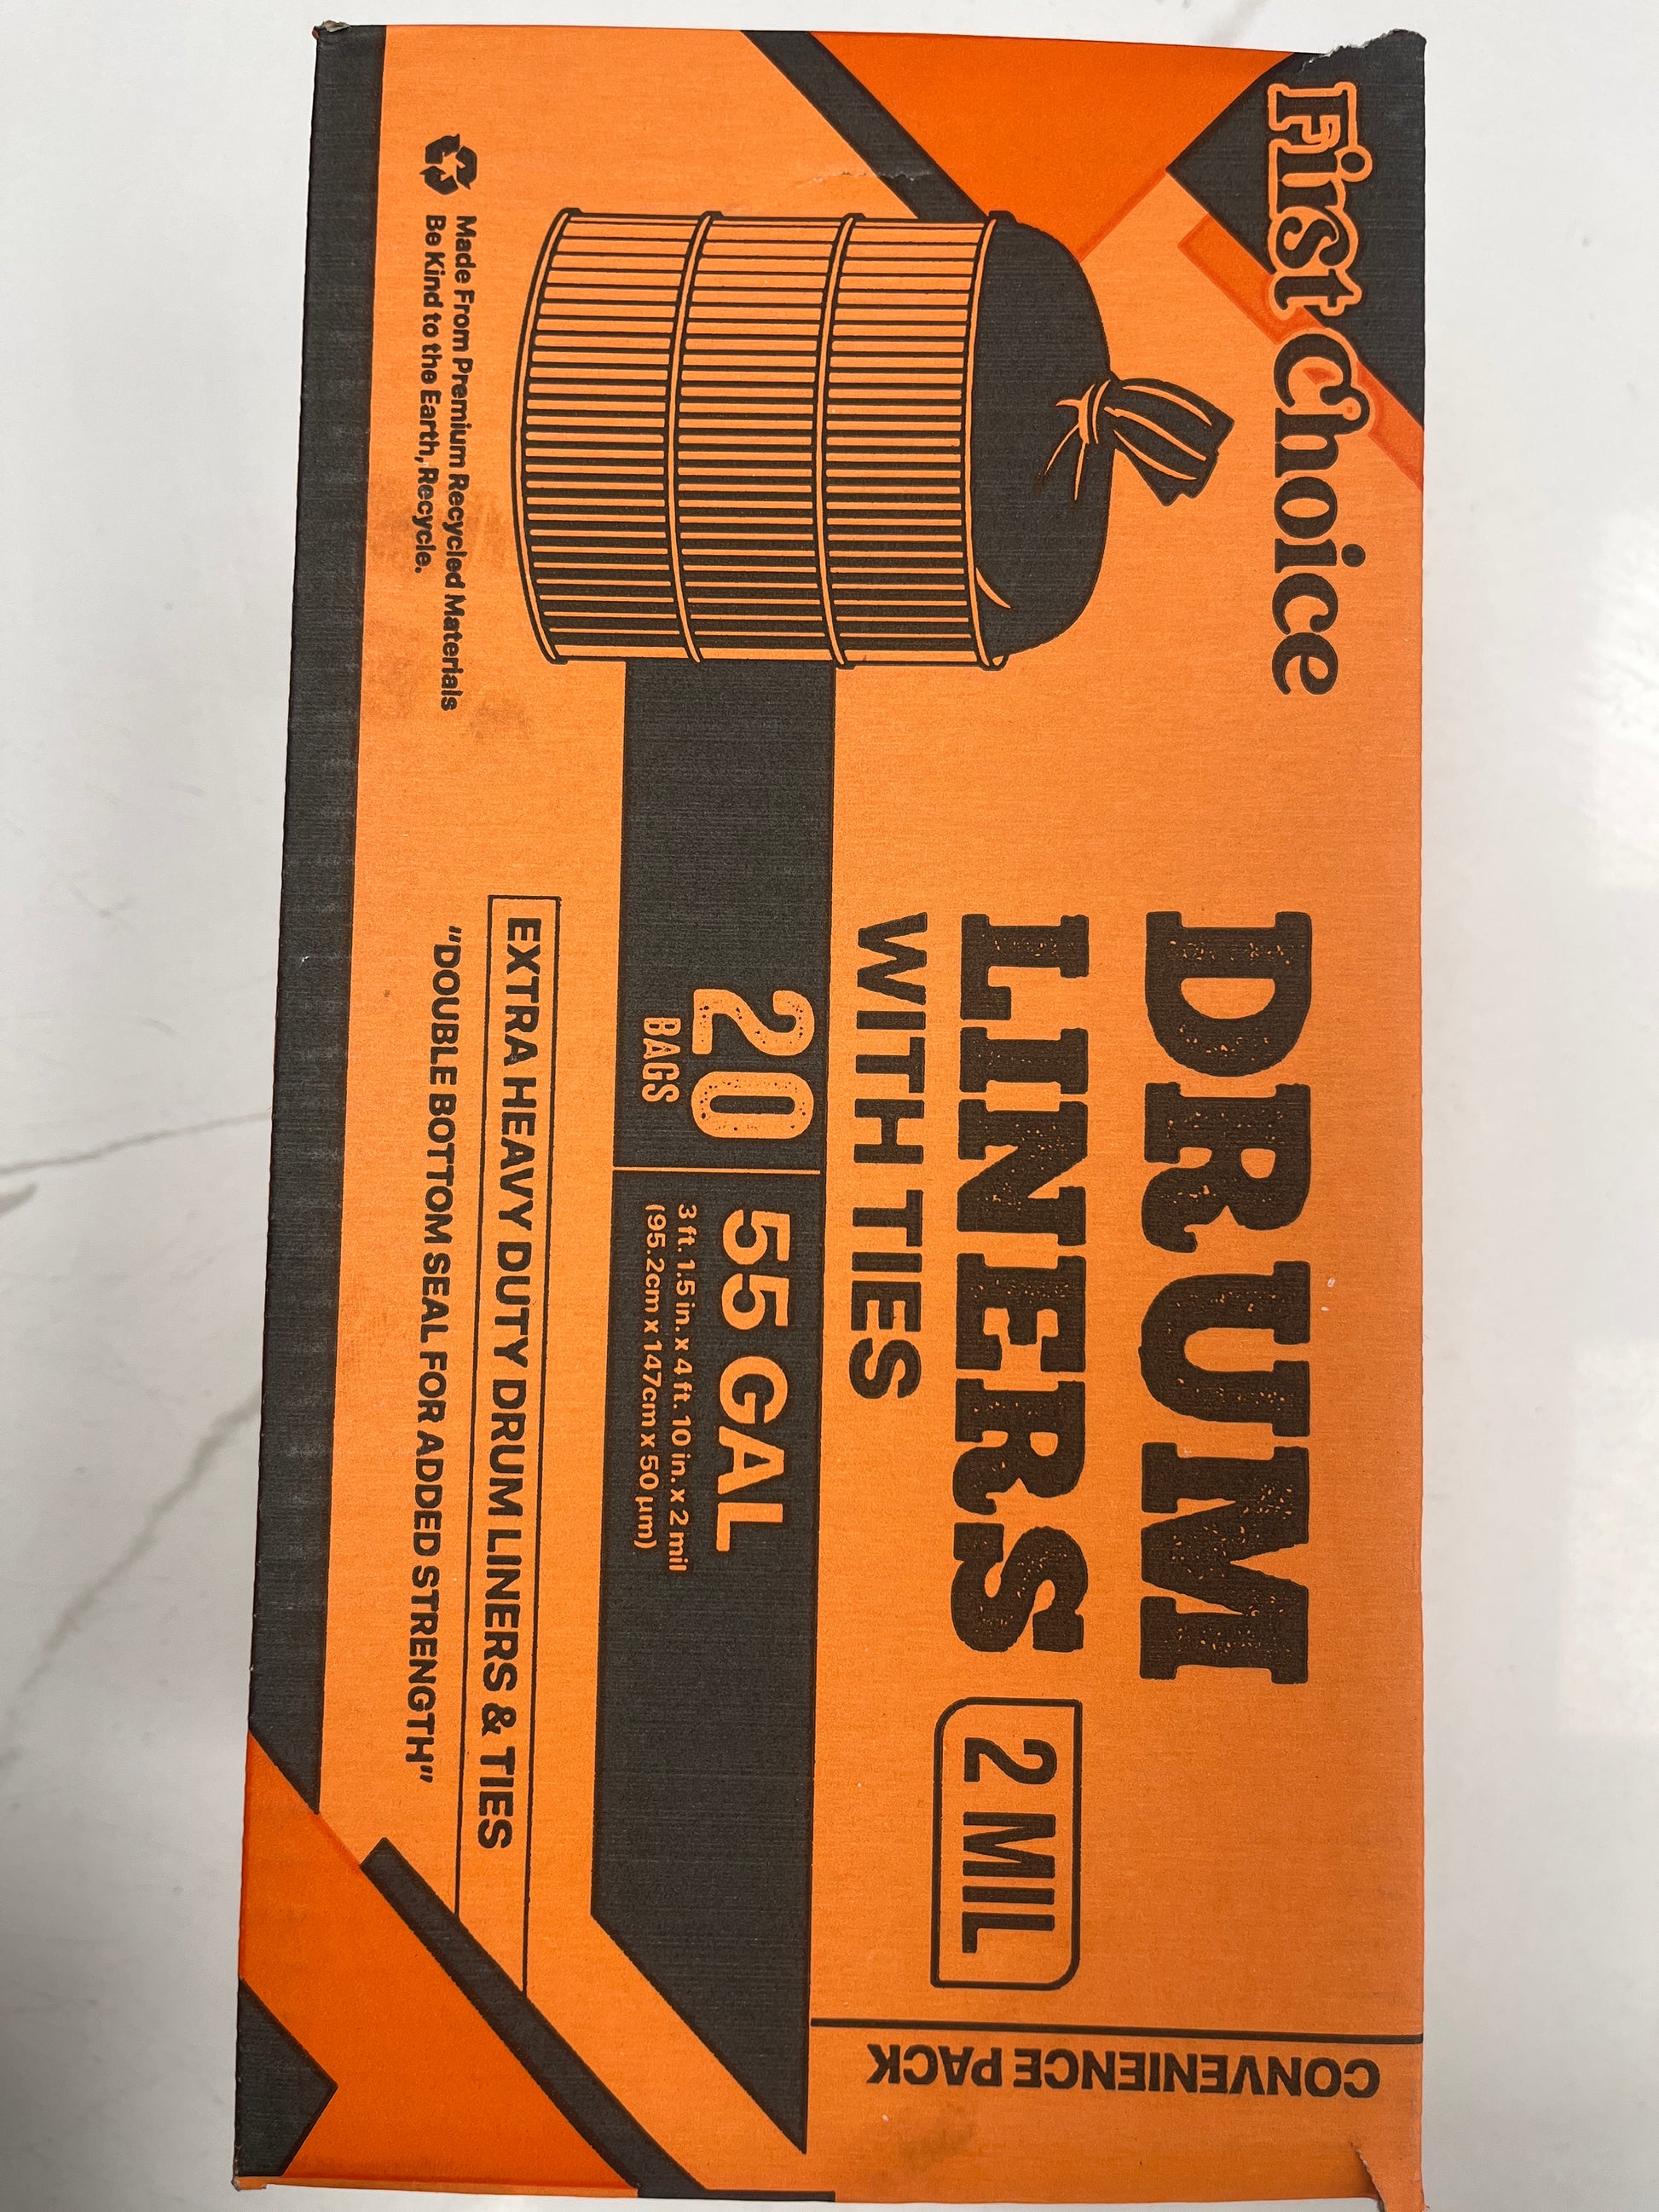 First Choice
DRUM
LINERS
2 MIL
WITH TIES
CONVENIENCE PACK
20
BAGS
55 GAL
3 ft. 1.5 in. x 4 ft. 10 in. x 2 mil
(95.2cm x 147cm x 50 µm)
EXTRA HEAVY DUTY DRUM LINERS & TIES
"DOUBLE BOTTOM SEAL FOR ADDED STRENGTH"
Made From Premium Recycled Materials
Be Kind to the Earth, Recycle.